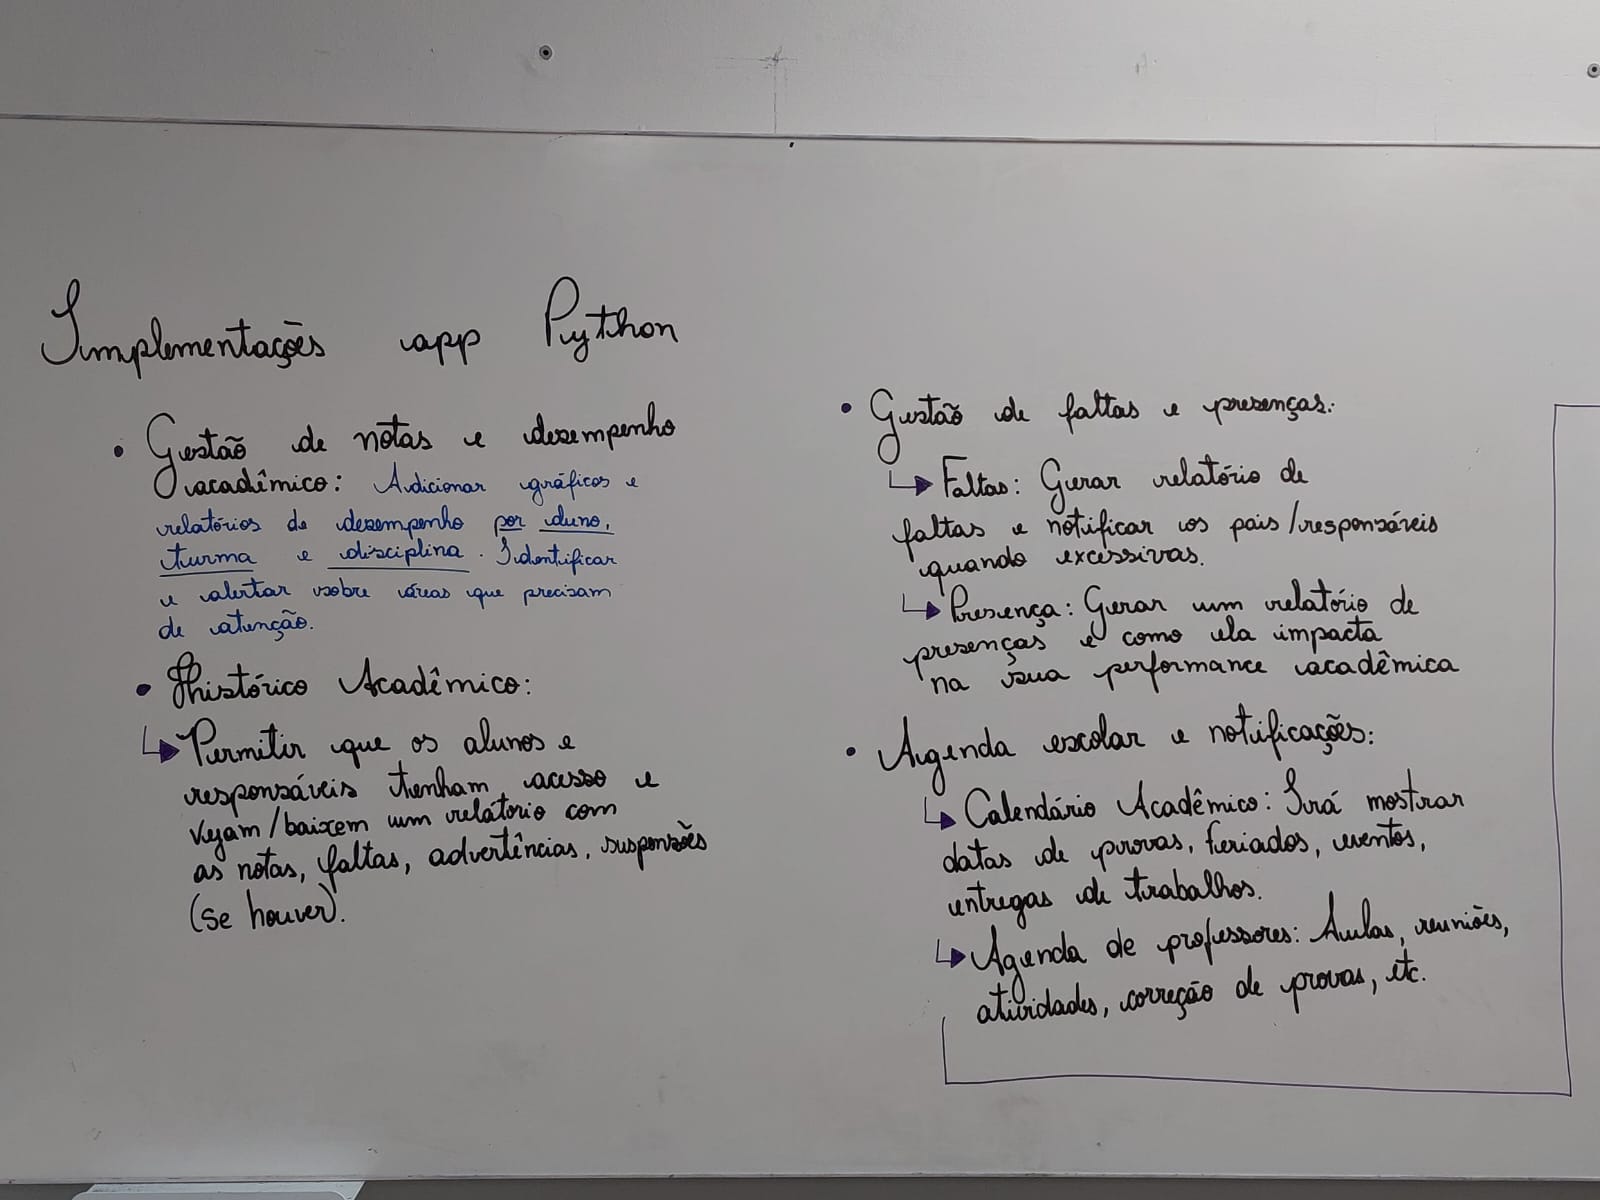 Implementações app Python
• Gestão de notas e desempenho
acadêmico: Adicionar gráficos e
relatórios de desempenho por aluno,
turma e disciplina. Identificar
e alertar sobre áreas que precisam
de atenção.
• Histórico Acadêmico:
↳ Permitir que os alunos e
responsáveis tenham acesso e
vejam/baixem um relatório com
as notas, faltas, advertências, suspensões
(se houver).
• Gestão de faltas e presenças:
↳ Faltas: Gerar relatório de
faltas e notificar os pais/responsáveis
quando excessivas.
↳ Presença: Gerar um relatório de
presenças e como ela impacta
na sua performance acadêmica
• Agenda escolar e notificações:
↳ Calendário Acadêmico: Irá mostrar
datas de provas, feriados, eventos,
entregas de trabalhos.
↳ Agenda de professores: Aulas, reuniões,
atividades, correção de provas, etc.